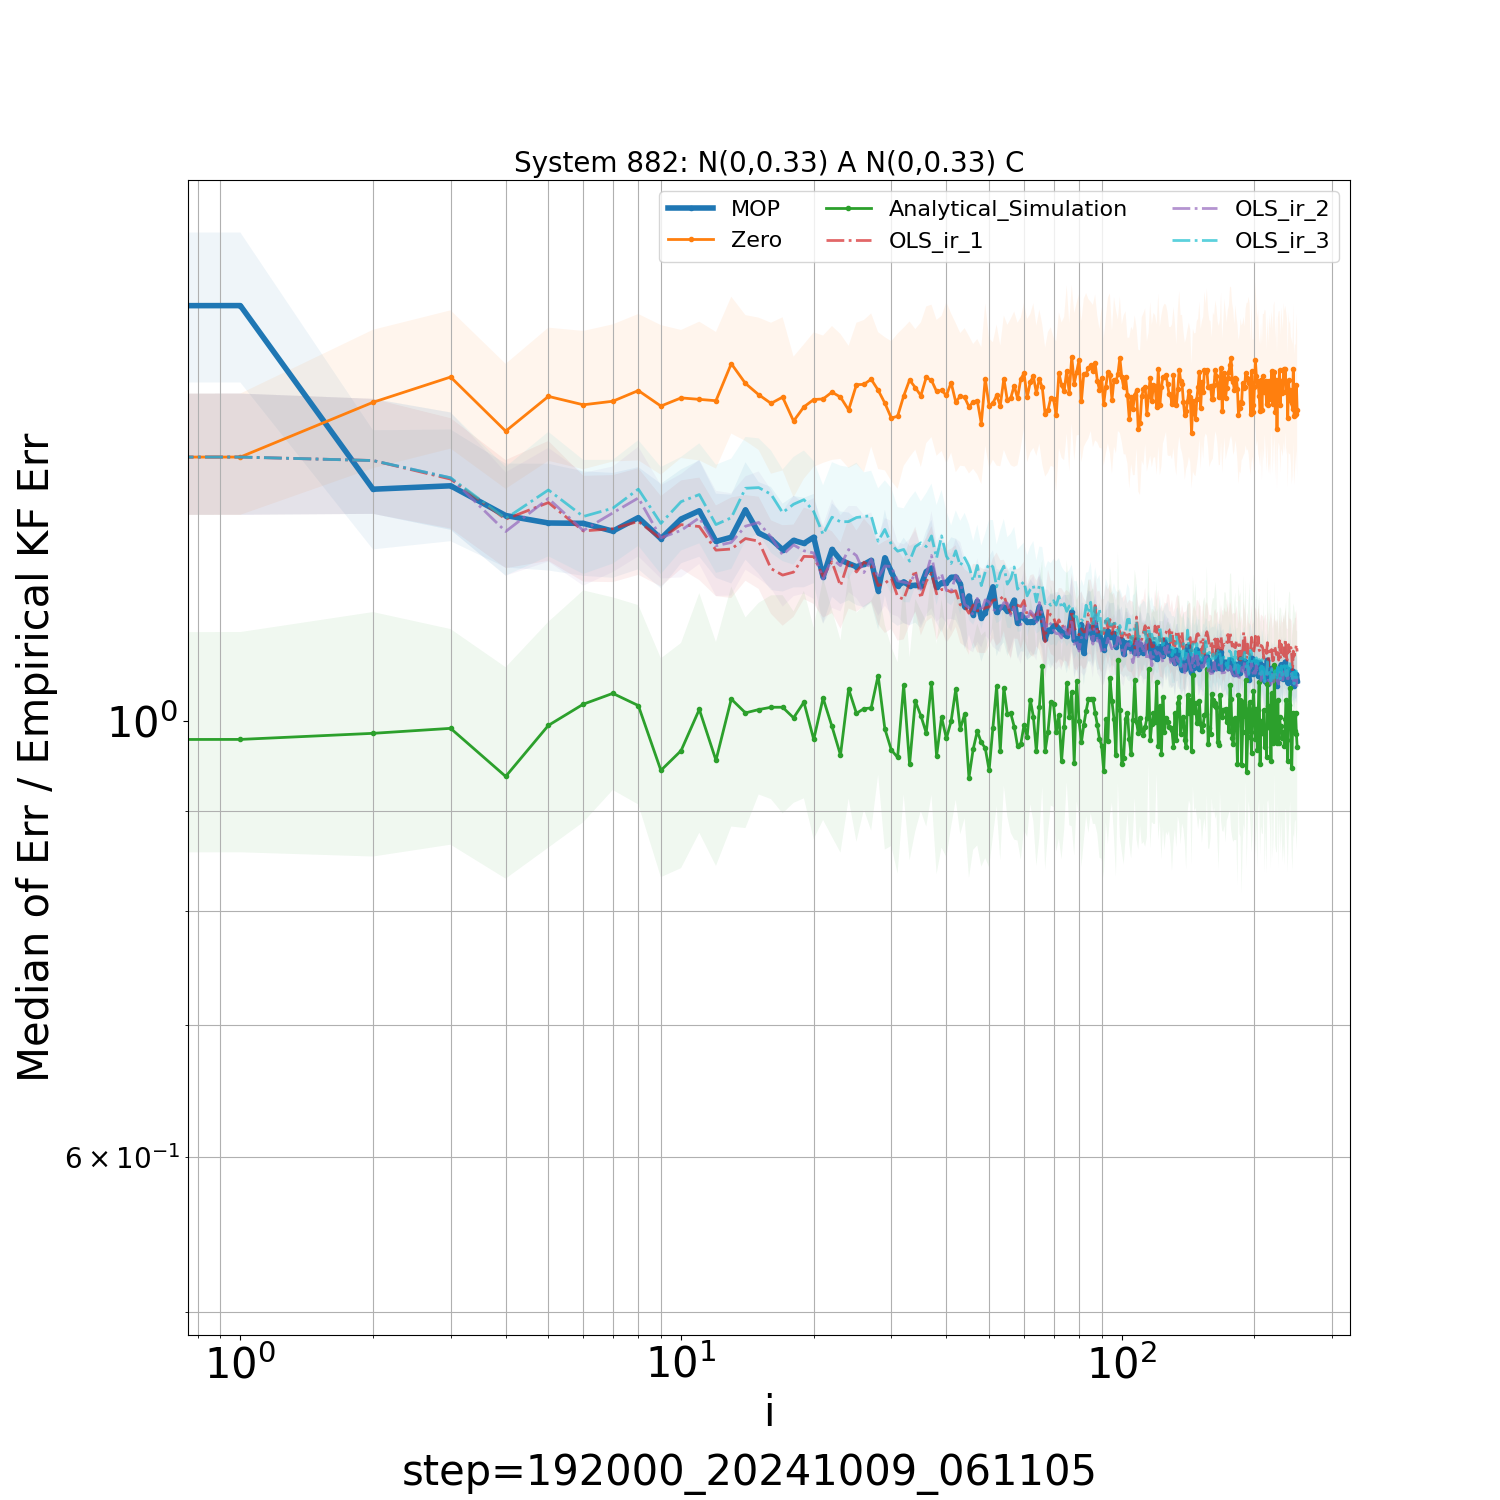 System 882: N(0,0.33) A N(0,0.33) C
MOP
Zero
Analytical_Simulation
OLS_ir_1
OLS_ir_2
OLS_ir_3
Median of Err / Empirical KF Err
10⁰
6 × 10⁻¹
10⁰ 10¹ 10²
i
step=192000_20241009_061105